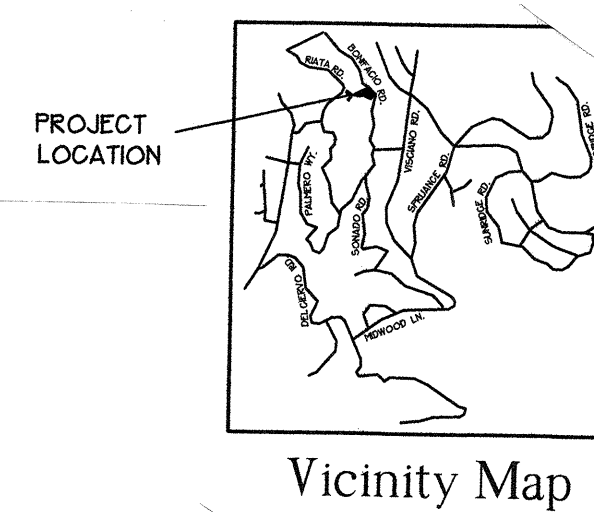 RIATA RD.
BONIFACIO RD.
PROJECT
LOCATION
VISCIANO RD.
PALMERO WY.
SPRUANCE RD.
SONADO RD.
SUNRIDGE RD.
DEL CIERVO RD.
MIDWOOD LN.
Vicinity Map